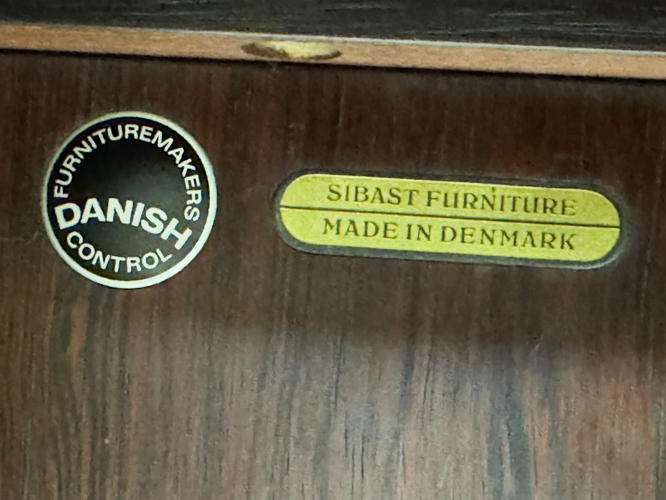 FURNITUREMAKERS
DANISH
CONTROL
SIBAST FURNITURE
MADE IN DENMARK